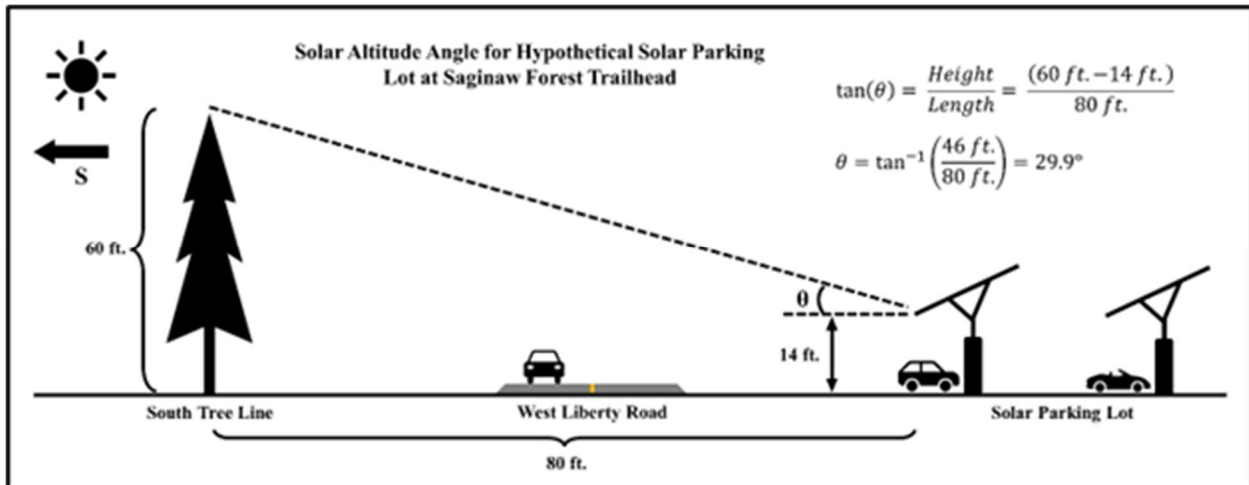 Solar Altitude Angle for Hypothetical Solar Parking
Lot at Saginaw Forest Trailhead
tan(θ) = Height / Length = (60 ft.−14 ft.) / 80 ft.
θ = tan⁻¹ (46 ft. / 80 ft.) = 29.9°
S
60 ft.
θ
14 ft.
South Tree Line
West Liberty Road
Solar Parking Lot
80 ft.